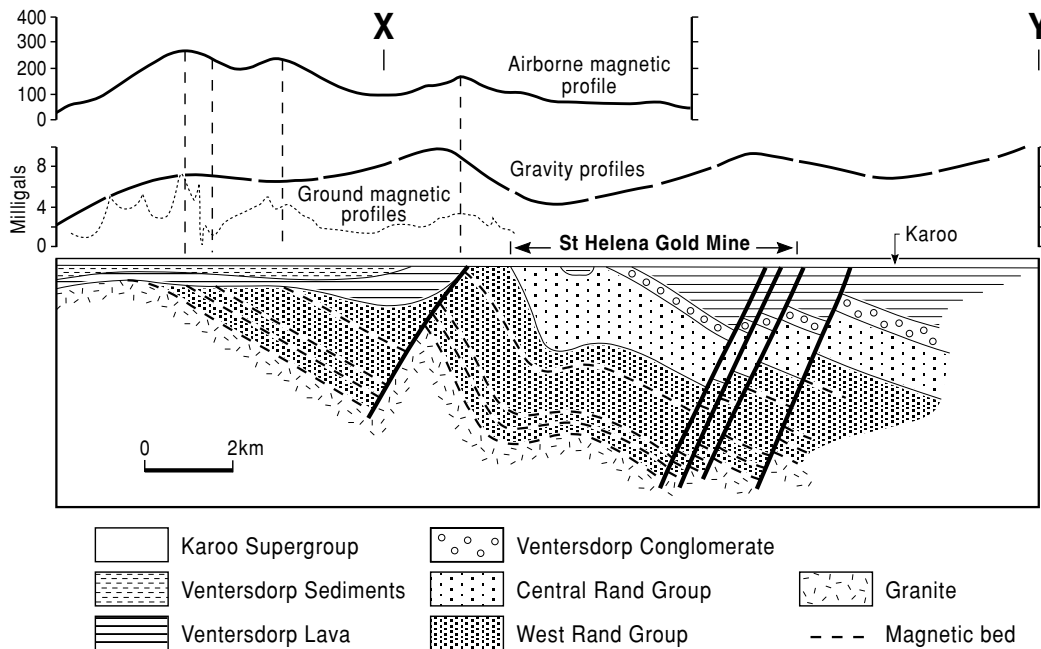 400
300
200
100
0
X
Y
Airborne magnetic
profile
Milligals
8
4
2
0
Gravity profiles
Ground magnetic
profiles
St Helena Gold Mine
Karoo
0 2km
Karoo Supergroup
Ventersdorp Sediments
Ventersdorp Lava
Ventersdorp Conglomerate
Central Rand Group
West Rand Group
Granite
Magnetic bed